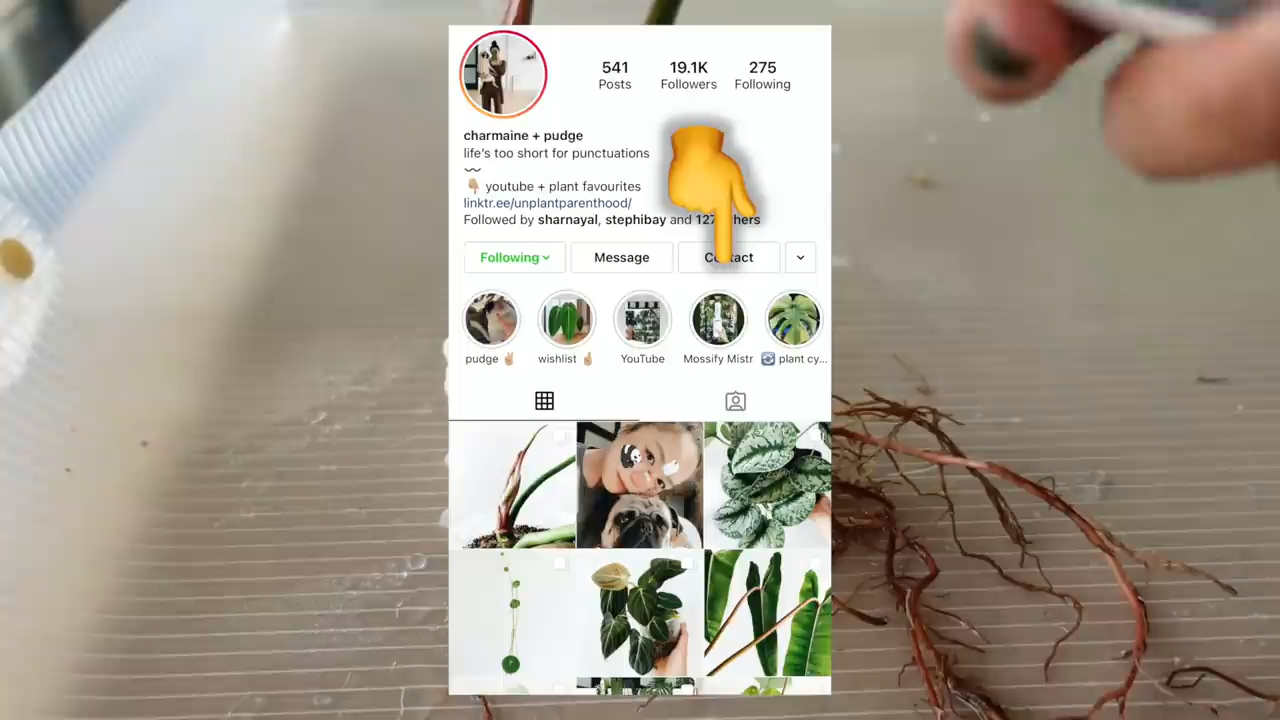 541 19.1K 275
Posts Followers Following
charmaine + pudge
life's too short for punctuations
youtube + plant favourites
linktr.ee/unplantparenthood/
Followed by sharnayal, stephibay and
Following Message
pudge wishlist YouTube Mossify Mistr plant cy...